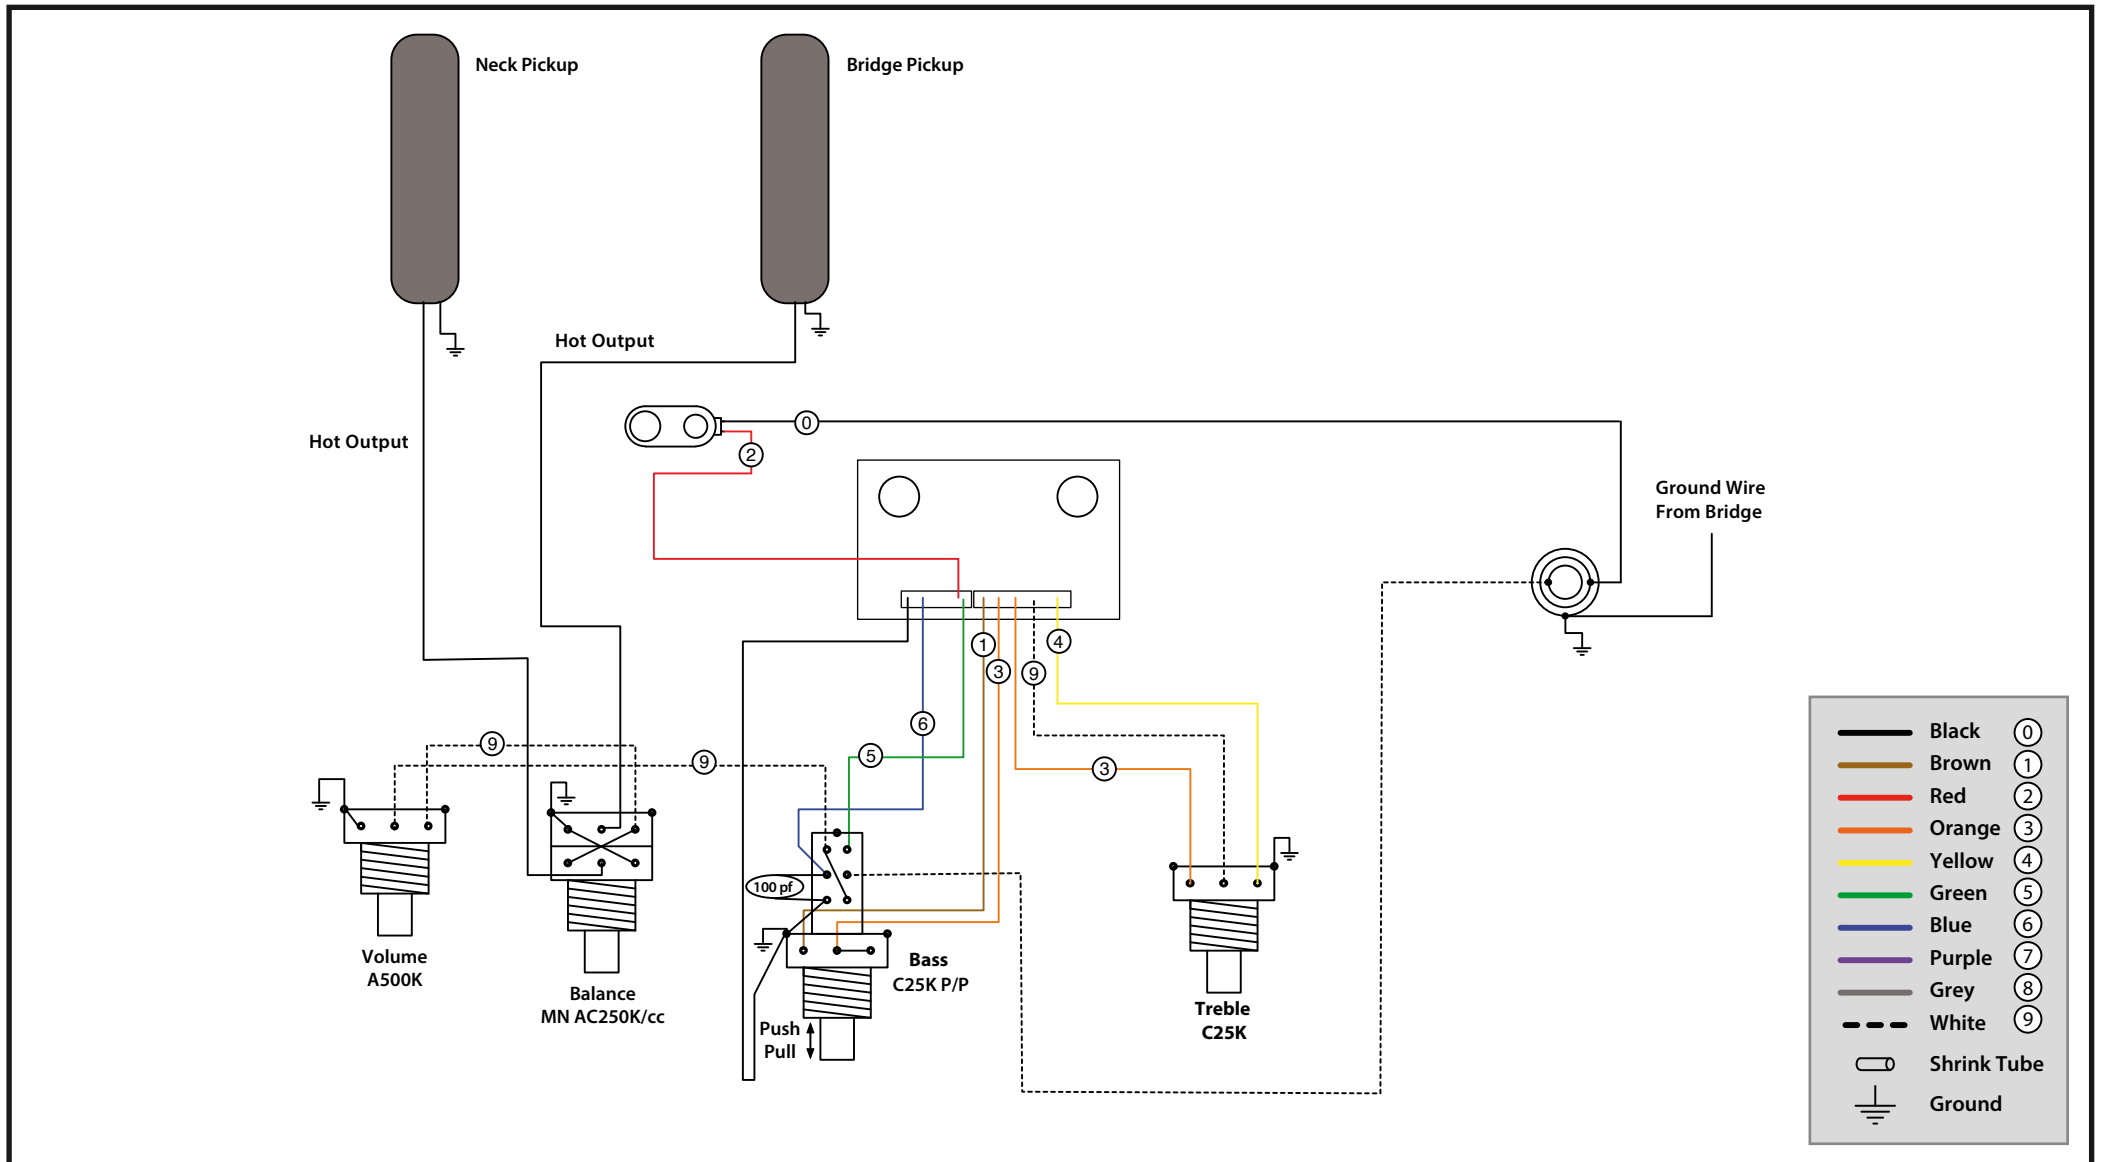 Neck Pickup
Bridge Pickup
Hot Output
Hot Output
0
2
Ground Wire
From Bridge
1
4
3
9
6
5
9
9
3
100 pf
Volume
A500K
Balance
MN AC250K/cc
Bass
C25K P/P
Push
Pull
Treble
C25K
Black 0
Brown 1
Red 2
Orange 3
Yellow 4
Green 5
Blue 6
Purple 7
Grey 8
White 9
Shrink Tube
Ground